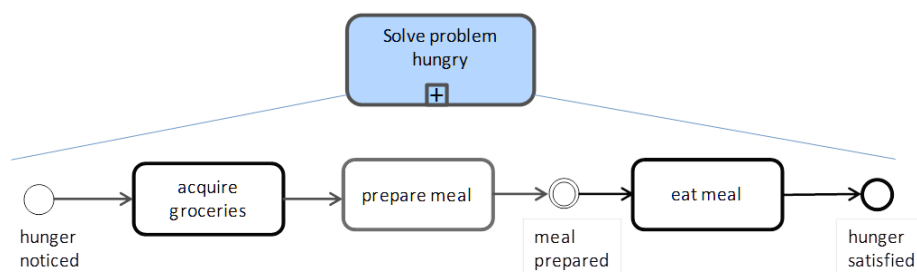 Solve problem
hungry
+
acquire
groceries
prepare meal
eat meal
hunger
noticed
meal
prepared
hunger
satisfied